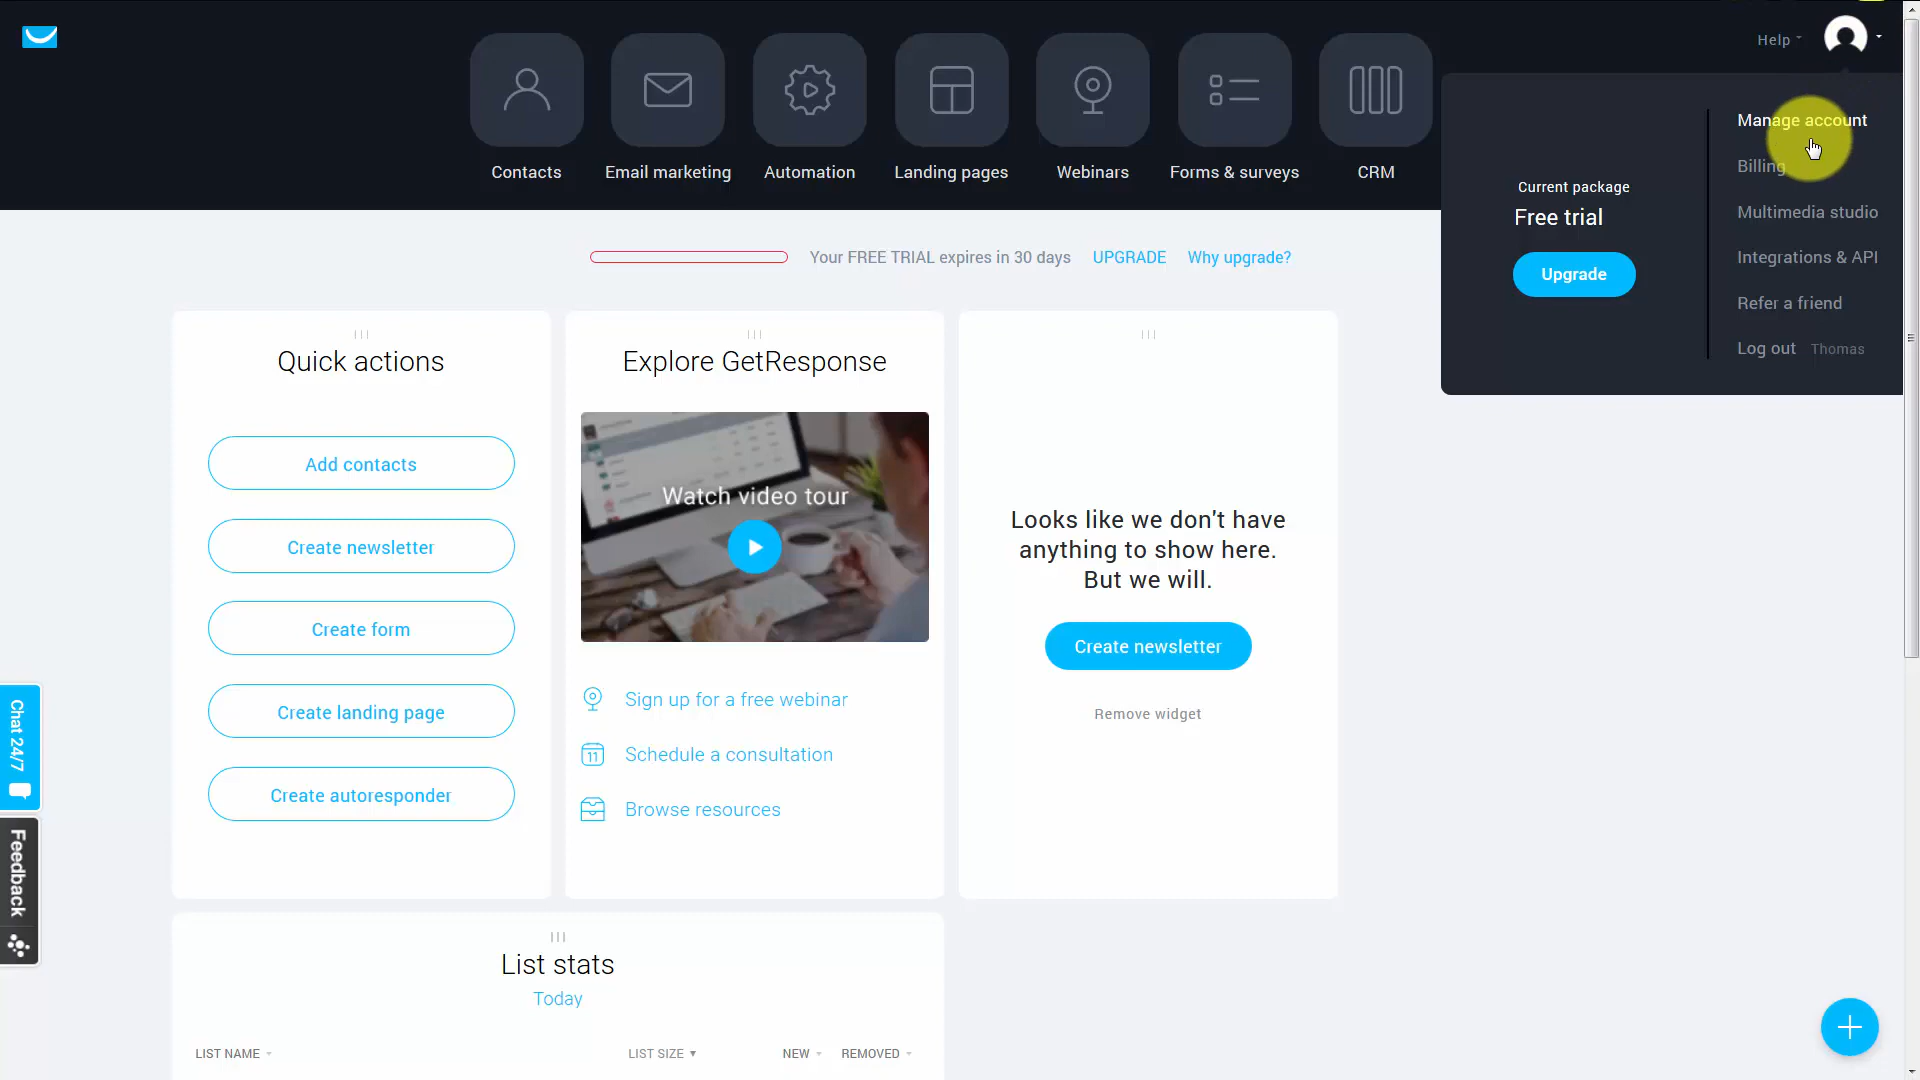 Help
Contacts
Email marketing
Automation
Landing pages
Webinars
Forms & surveys
CRM
Current package
Free trial
Upgrade
Manage account
Billing
Multimedia studio
Integrations & API
Refer a friend
Log out Thomas
Your FREE TRIAL expires in 30 days UPGRADE Why upgrade?
Quick actions
Add contacts
Create newsletter
Create form
Create landing page
Create autoresponder
Explore GetResponse
Watch video tour
Sign up for a free webinar
11
Schedule a consultation
Browse resources
Looks like we don't have
anything to show here.
But we will.
Create newsletter
Remove widget
Chat 24/7
Feedback
List stats
Today
LIST NAME LIST SIZE NEW REMOVED